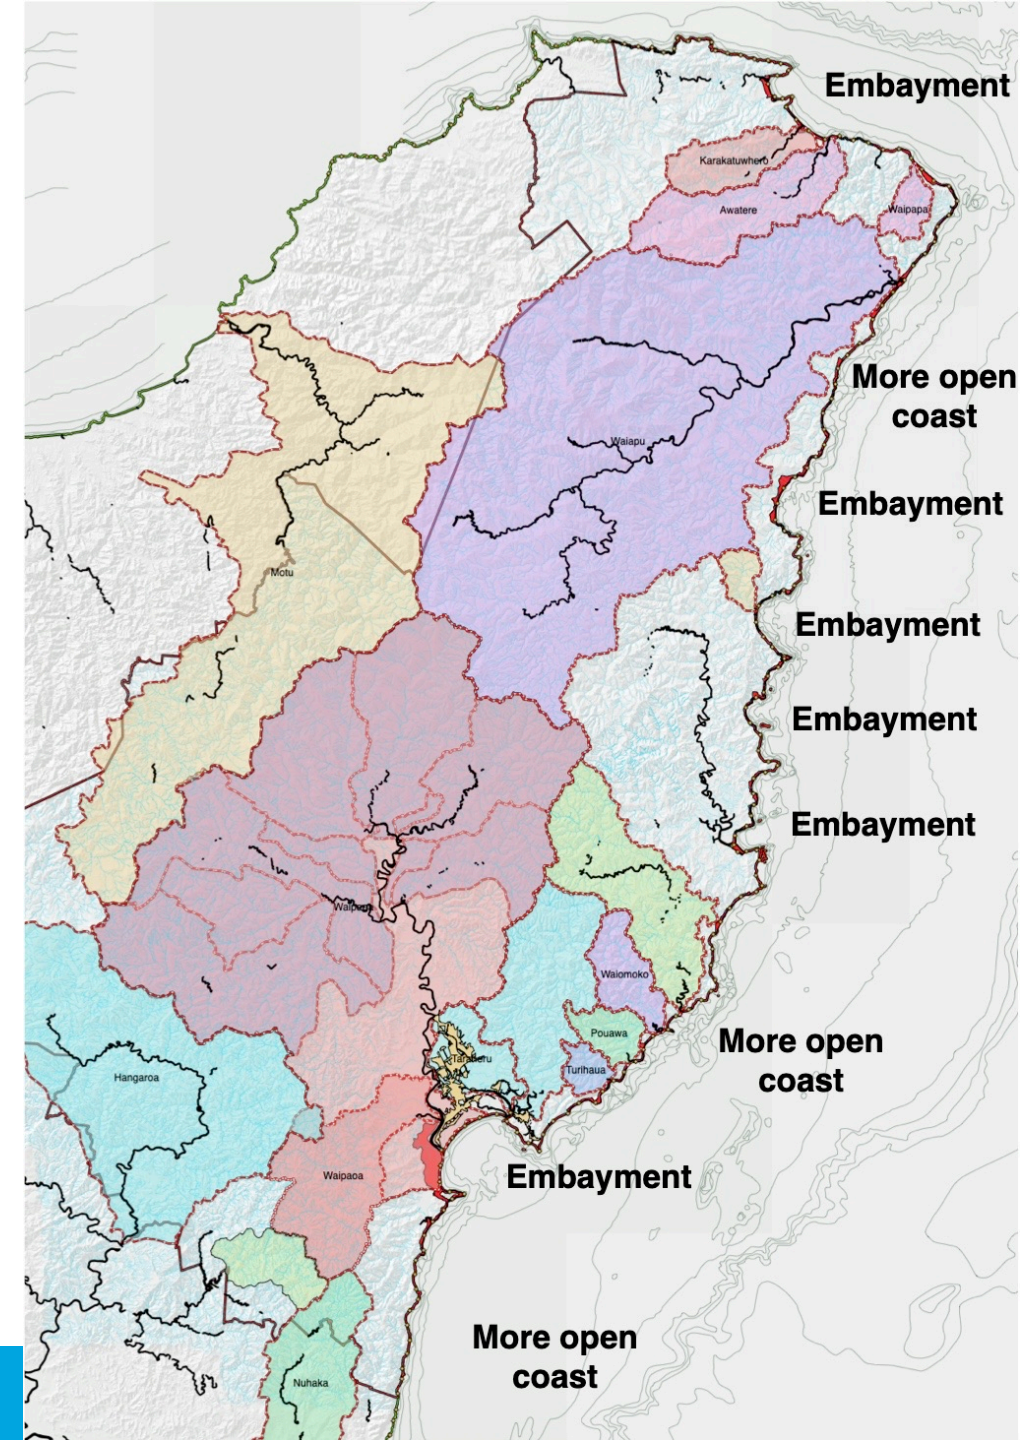 Embayment
Karakatuwhero
Awatere
Waipapa
More open
coast
Waiapu
Embayment
Motu
Embayment
Embayment
Embayment
Waipaoa
Waiomoko
Pouawa
Turihaua
Taraheru
Hangaroa
More open
coast
Waipaoa
Embayment
More open
coast
Nuhaka